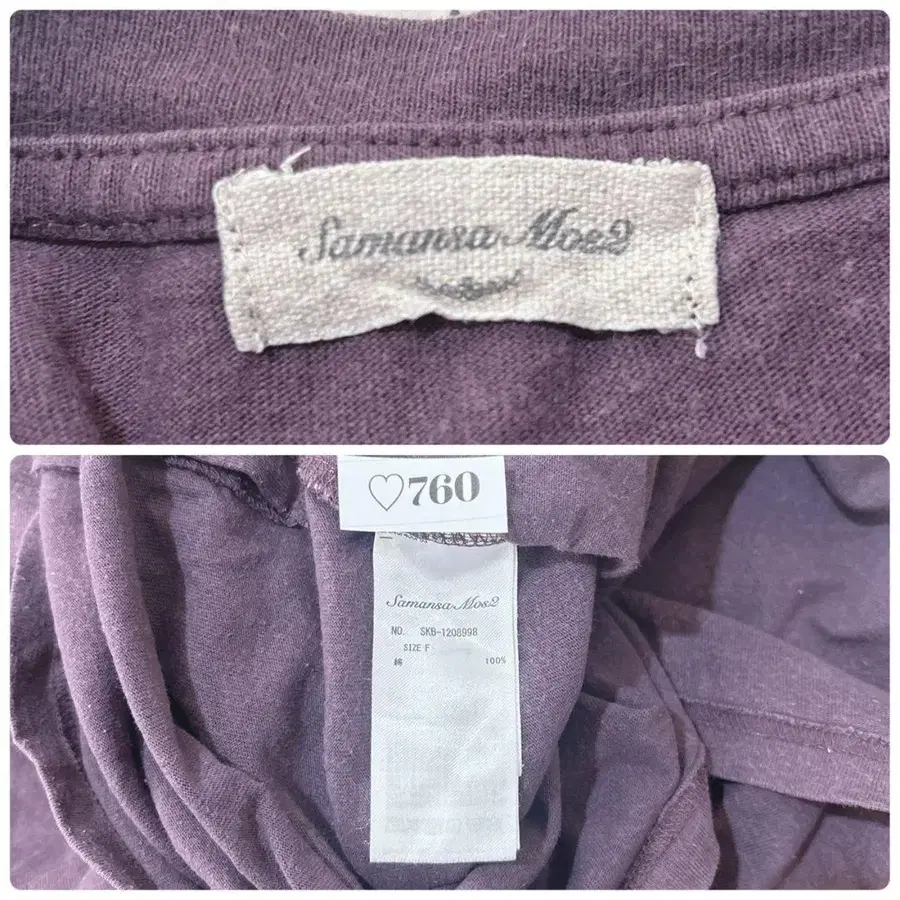 Samansa Mos2
♡760
Samansa Mos2
NO. SKB-1208998
SIZE F
綿 100%